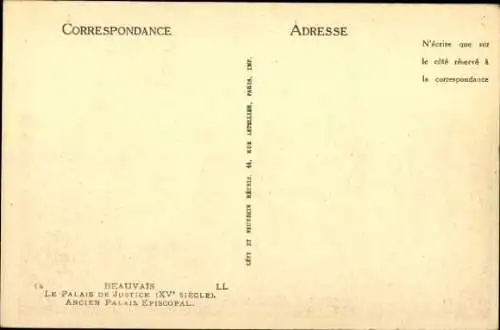 CORRESPONDANCE
ADRESSE
N'écrire que sur
le côté réservé à
la correspondance
LÉVY ET NEURDEIN RÉUNIS, 44, RUE LETELLIER, PARIS, IMP.
BEAUVAIS LL
LE PALAIS DE JUSTICE (XVe SIÈCLE).
ANCIEN PALAIS ÉPISCOPAL.